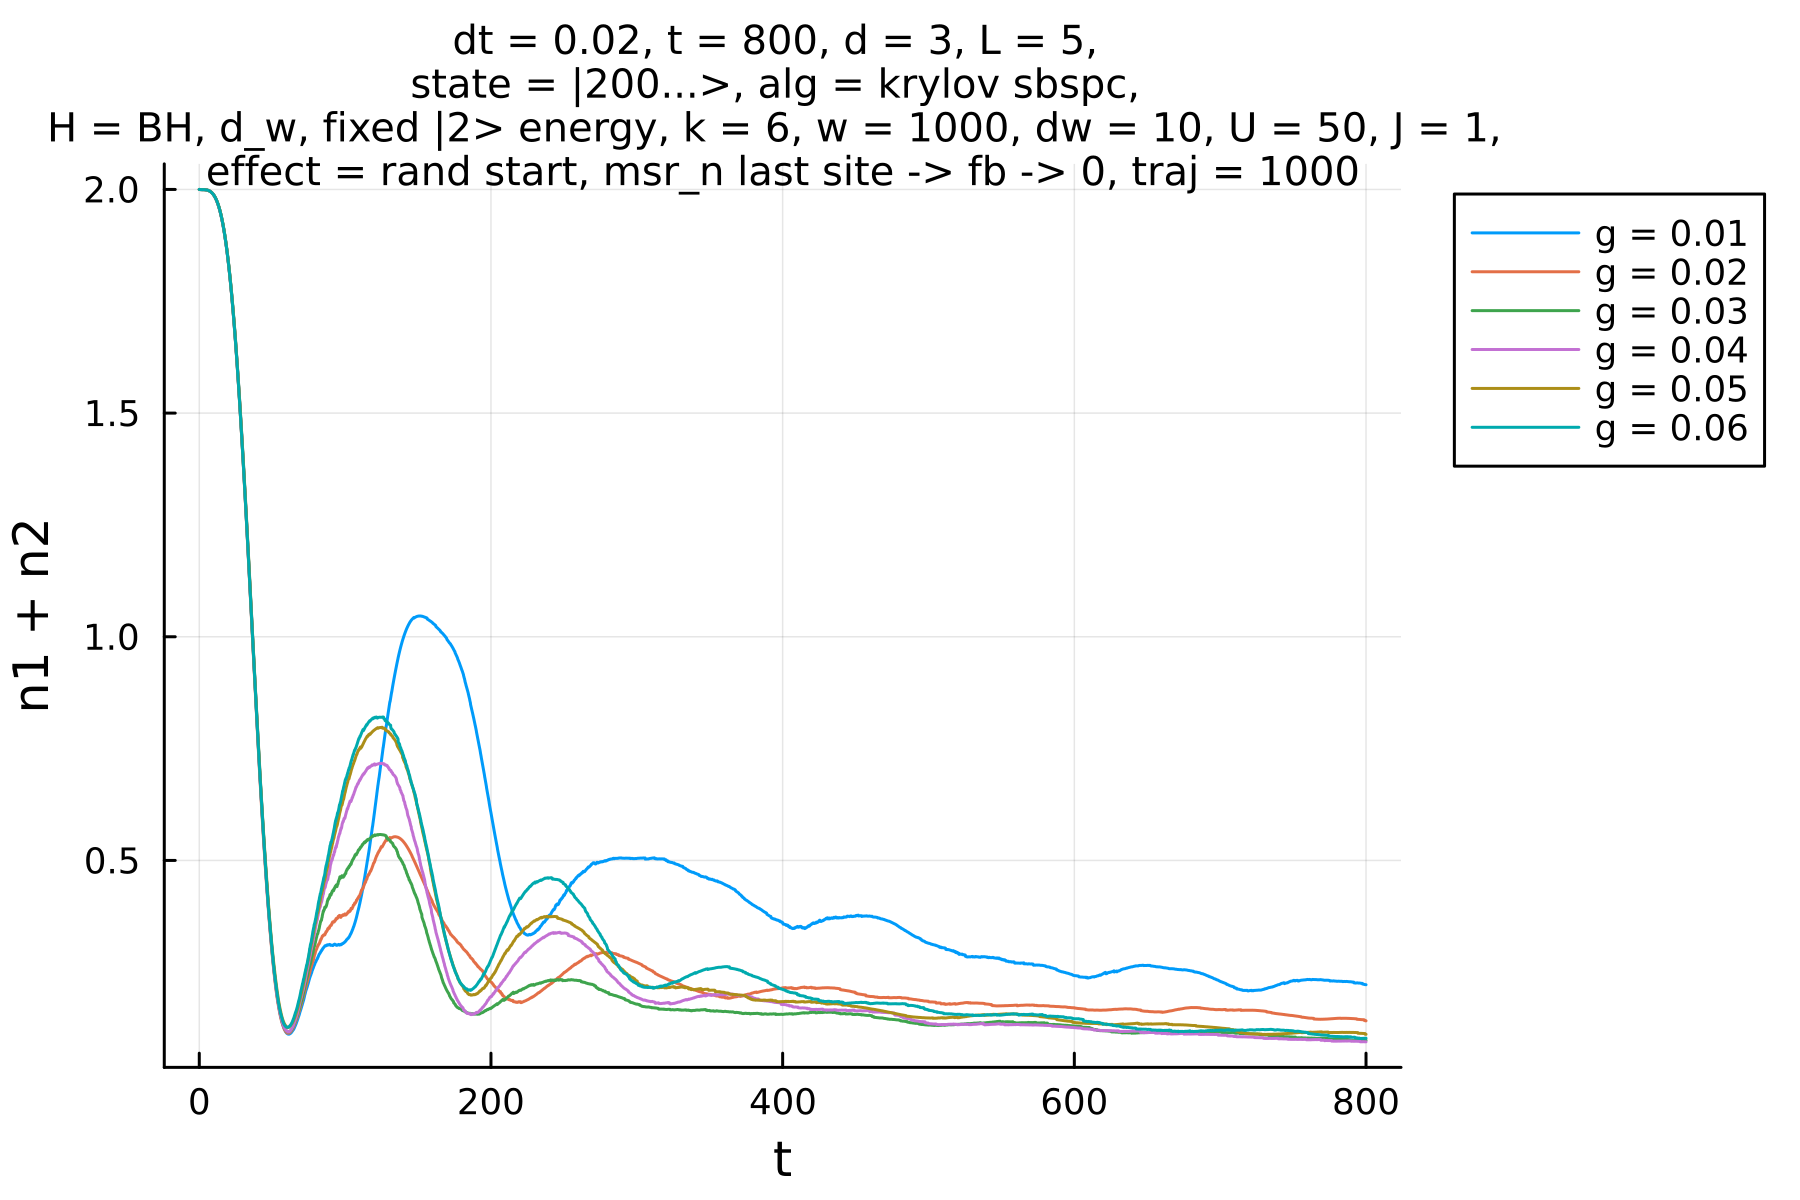 dt = 0.02, t = 800, d = 3, L = 5,
state = |200...>, alg = krylov sbspc,
H = BH, d_w, fixed |2> energy, k = 6, w = 1000, dw = 10, U = 50, J = 1,
effect = rand start, msr_n last site -> fb -> 0, traj = 1000
2.0
1.5
1.0
0.5
n1 + n2
0 200 400 600 800
t
g = 0.01
g = 0.02
g = 0.03
g = 0.04
g = 0.05
g = 0.06